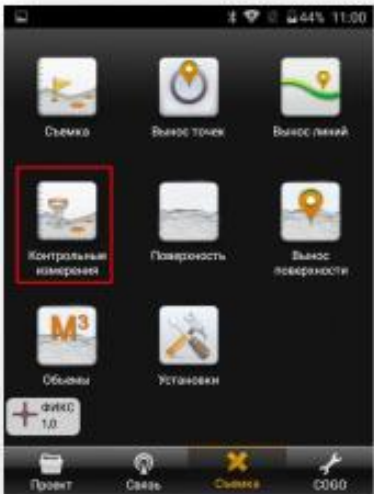 44% 11:00
Съемка
Вынос точек
Вынос линий
Контрольные
измерения
Поверхность
Вынос
поверхности
М³
Объемы
Установки
ФИКС
1,0
Проект
Связь
Съемка
COGO